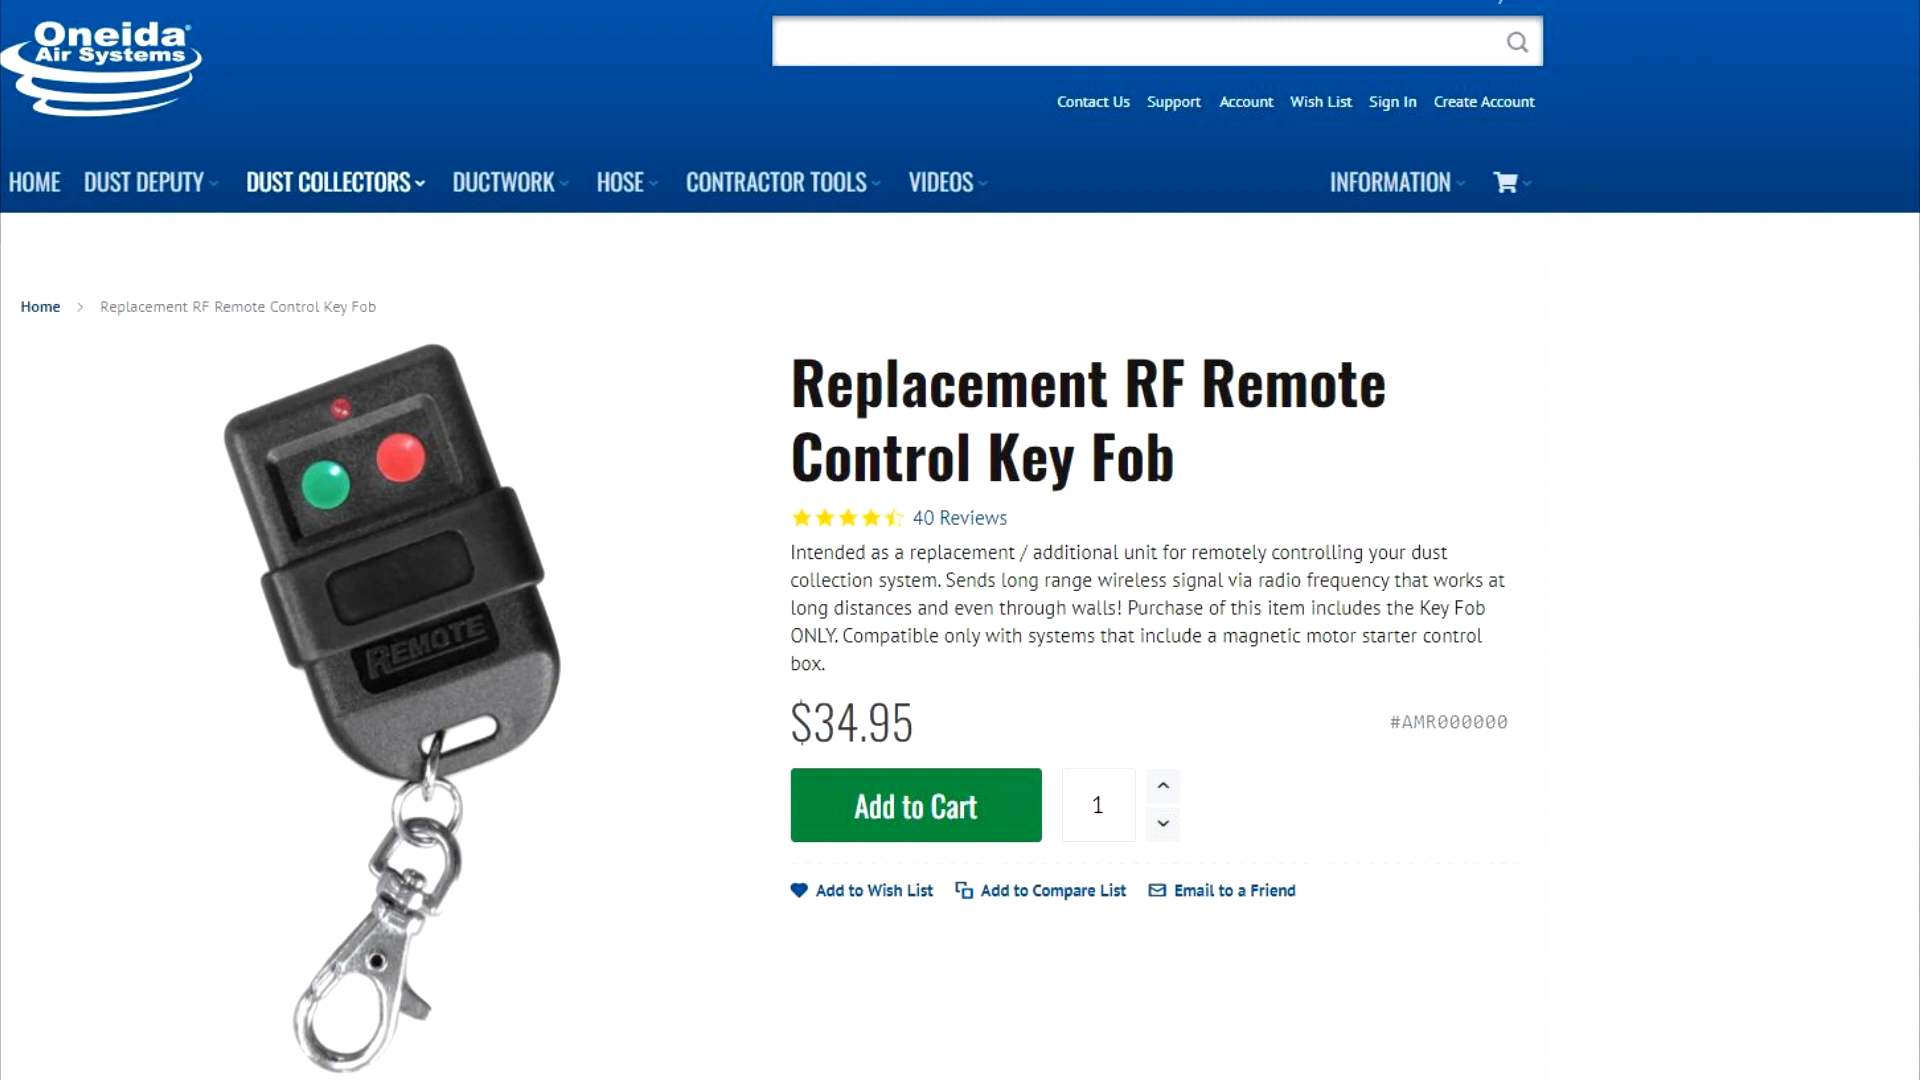 Oneida
Air Systems
Contact Us Support Account Wish List Sign In Create Account
HOME DUST DEPUTY DUST COLLECTORS DUCTWORK HOSE CONTRACTOR TOOLS VIDEOS INFORMATION
Home > Replacement RF Remote Control Key Fob
REMOTE
Replacement RF Remote
Control Key Fob
40 Reviews
Intended as a replacement / additional unit for remotely controlling your dust
collection system. Sends long range wireless signal via radio frequency that works at
long distances and even through walls! Purchase of this item includes the Key Fob
ONLY. Compatible only with systems that include a magnetic motor starter control
box.
$34.95 #AMR000000
Add to Cart 1
Add to Wish List Add to Compare List Email to a Friend